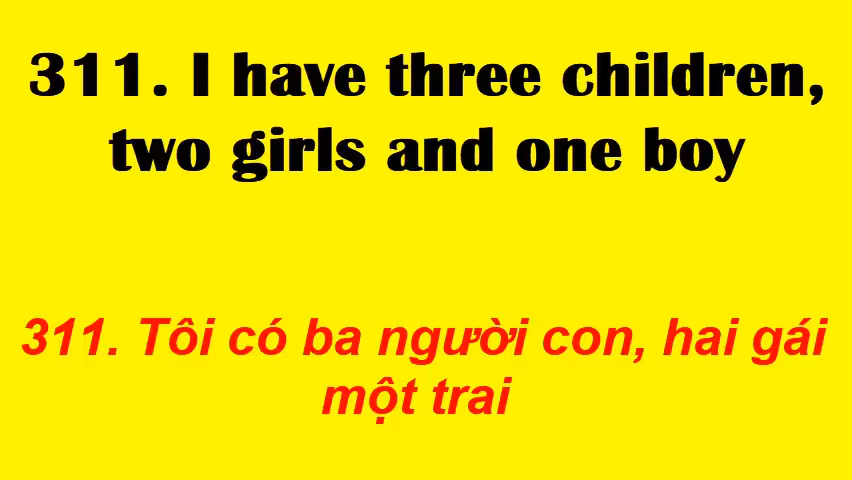 311. I have three children,
two girls and one boy
311. Tôi có ba người con, hai gái
một trai